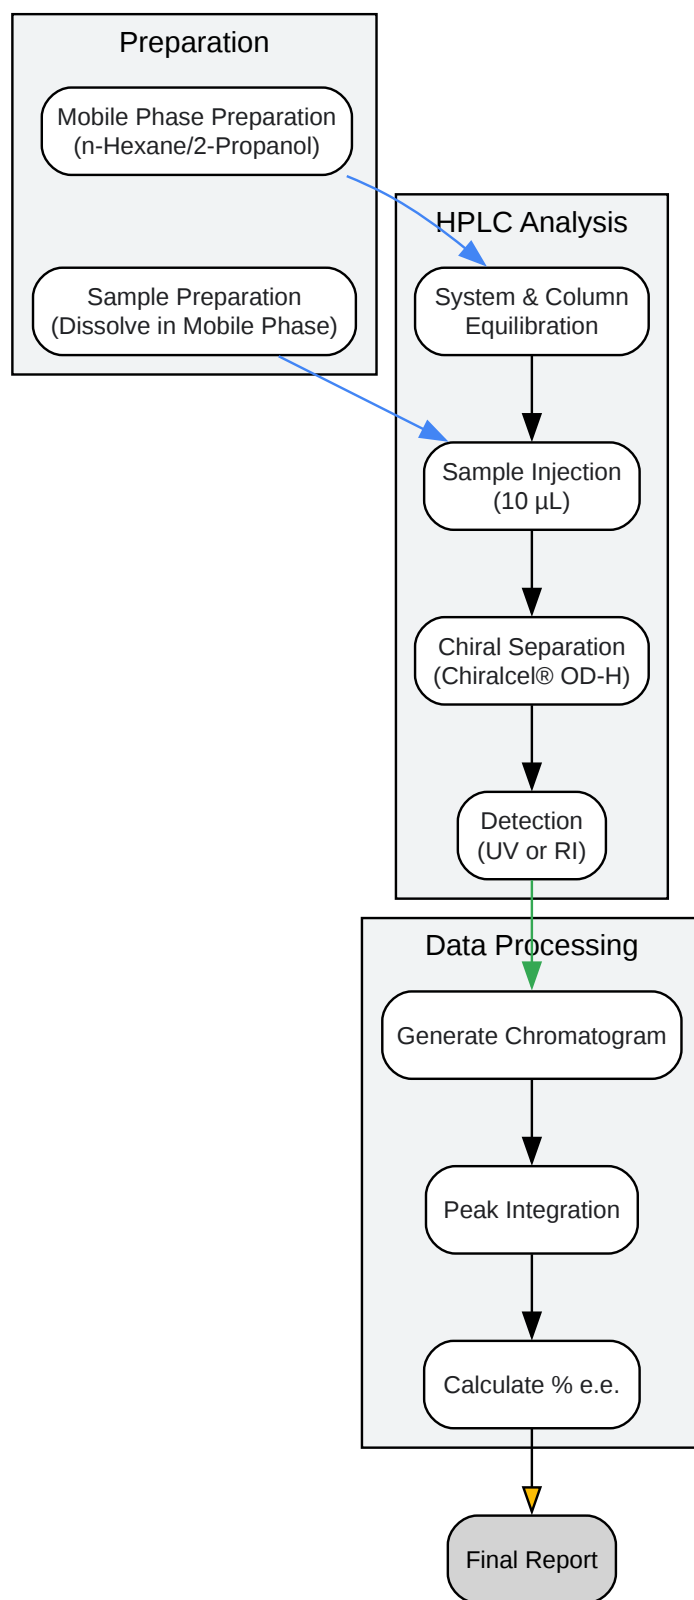 Preparation
Mobile Phase Preparation
(n-Hexane/2-Propanol)
Sample Preparation
(Dissolve in Mobile Phase)
HPLC Analysis
System & Column
Equilibration
Sample Injection
(10 µL)
Chiral Separation
(Chiralcel® OD-H)
Detection
(UV or RI)
Data Processing
Generate Chromatogram
Peak Integration
Calculate % e.e.
Final Report